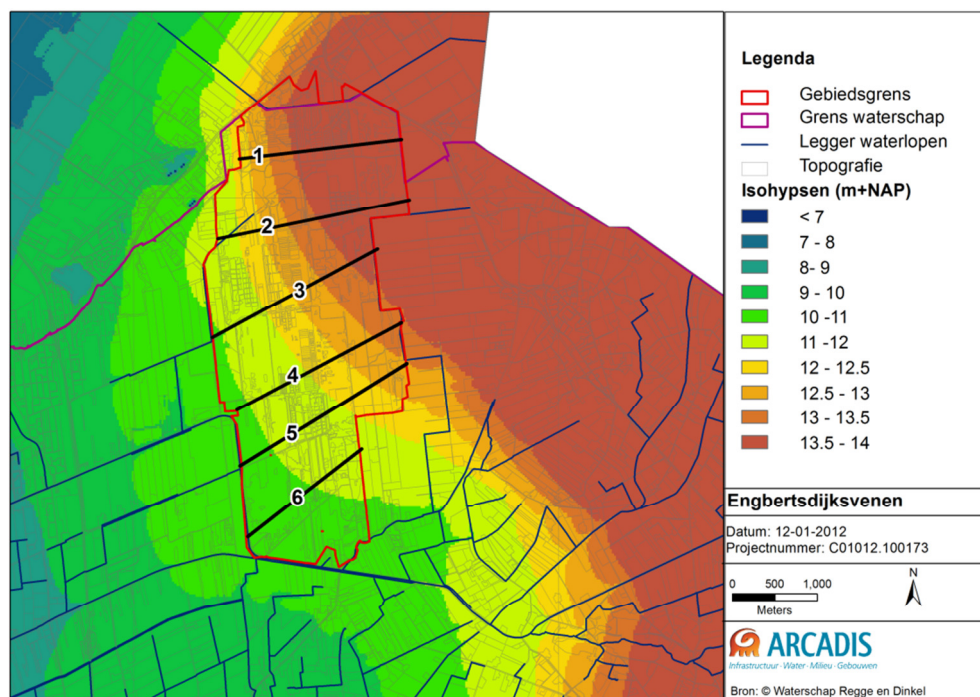 1
2
3
4
5
6
Legenda
Gebiedsgrens
Grens waterschap
Legger waterlopen
Topografie
Isohypsen (m+NAP)
< 7
7 - 8
8- 9
9 - 10
10 -11
11 -12
12 - 12.5
12.5 - 13
13 - 13.5
13.5 - 14
Engbertsdijksvenen
Datum: 12-01-2012
Projectnummer: C01012.100173
0 500 1,000
Meters
N
ARCADIS
Infrastructuur · Water · Milieu · Gebouwen
Bron: © Waterschap Regge en Dinkel